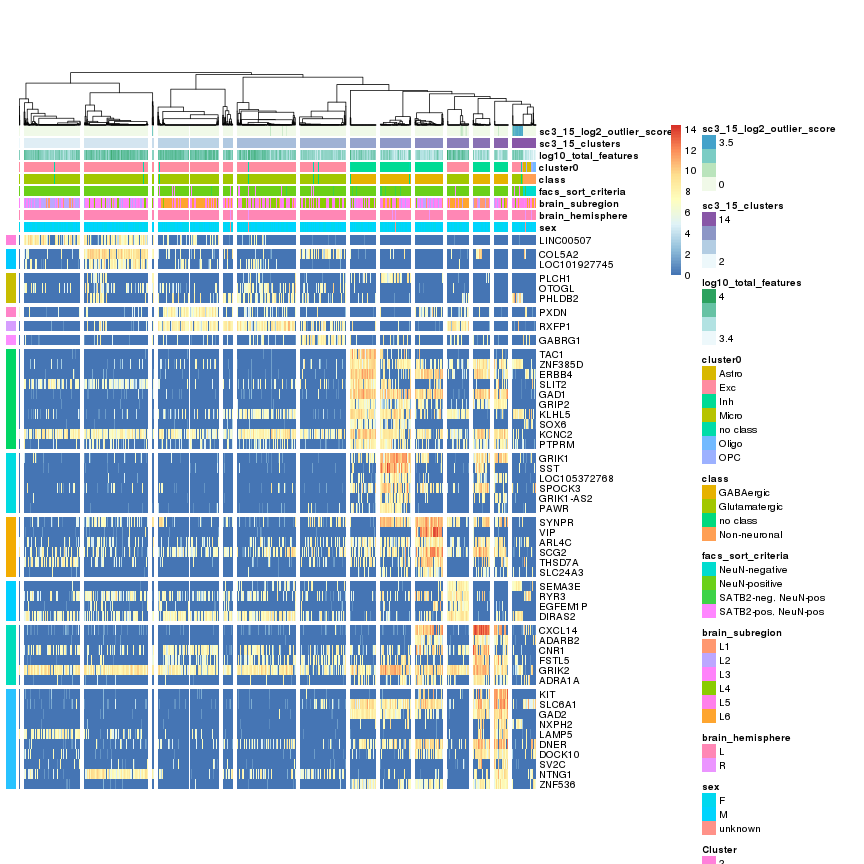 sc3_15_log2_outlier_score
sc3_15_clusters
log10_total_features
cluster0
class
facs_sort_criteria
brain_subregion
brain_hemisphere
sex
LINC00507
COL5A2
LOC101927745
PLCH1
OTOGL
PHLDB2
PXDN
RXFP1
GABRG1
TAC1
ZNF385D
ERBB4
SLIT2
GAD1
GRIP2
KLHL5
SOX6
KCNC2
PTPRM
GRIK1
SST
LOC105372768
SPOCK3
GRIK1-AS2
PAWR
SYNPR
VIP
ARL4C
SCG2
THSD7A
SLC24A3
SEMA3E
RYR3
EGFEM1P
DIRAS2
CXCL14
ADARB2
CNR1
FSTL5
GRIK2
ADRA1A
KIT
SLC6A1
GAD2
NXPH2
LAMP5
DNER
DOCK10
SV2C
NTNG1
ZNF536
14
12
10
8
6
4
2
0
sc3_15_log2_outlier_score
3.5
0
sc3_15_clusters
14
2
log10_total_features
4
3.4
cluster0
Astro
Exc
Inh
Micro
no class
Oligo
OPC
class
GABAergic
Glutamatergic
no class
Non-neuronal
facs_sort_criteria
NeuN-negative
NeuN-positive
SATB2-neg. NeuN-pos
SATB2-pos. NeuN-pos
brain_subregion
L1
L2
L3
L4
L5
L6
brain_hemisphere
L
R
sex
F
M
unknown
Cluster